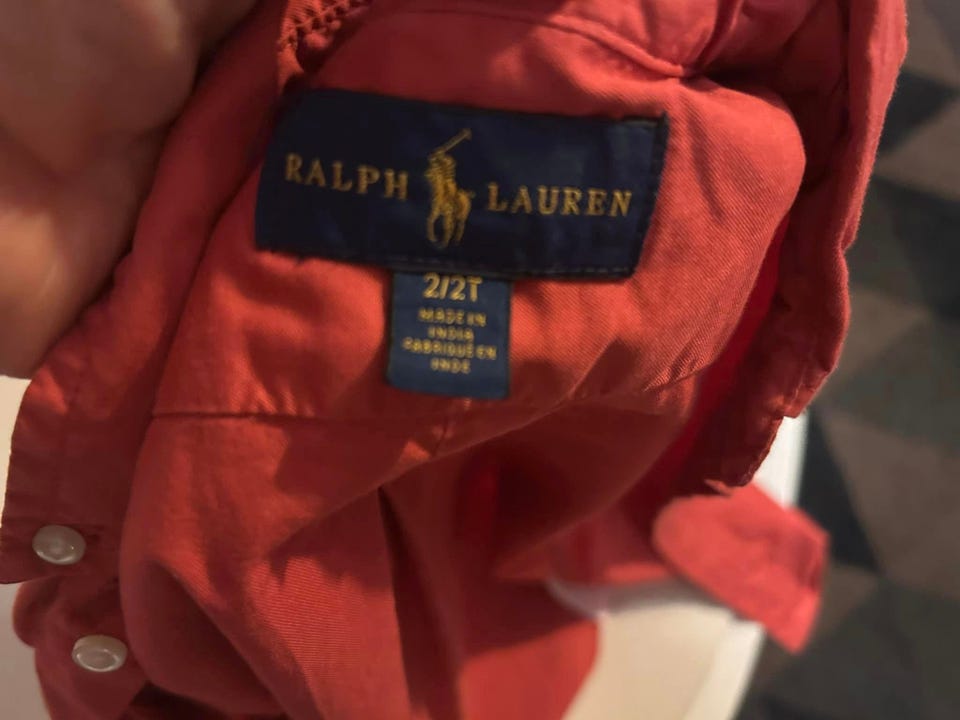 RALPH LAUREN
2/2T
MADE IN
INDIA
FABRIQUE EN
INDE